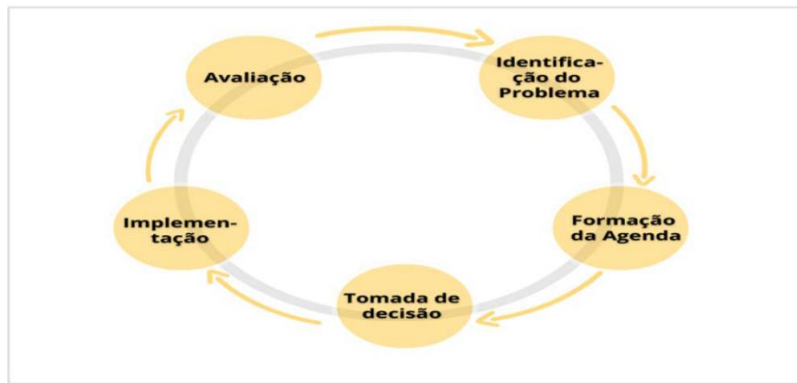 Avaliação
Identifica-
ção do
Problema
Formação
da Agenda
Tomada de
decisão
Implemen-
tação